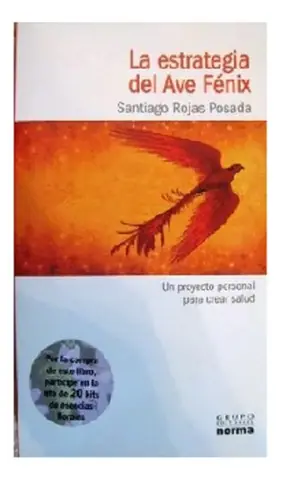 La estrategia
del Ave Fénix
Santiago Rojas Posada
Un proyecto personal
para crear salud
Por la compra
de este libro,
participe en la
rifa de 20 kits
de esencias
florales
GRUPO
EDITORIAL
norma